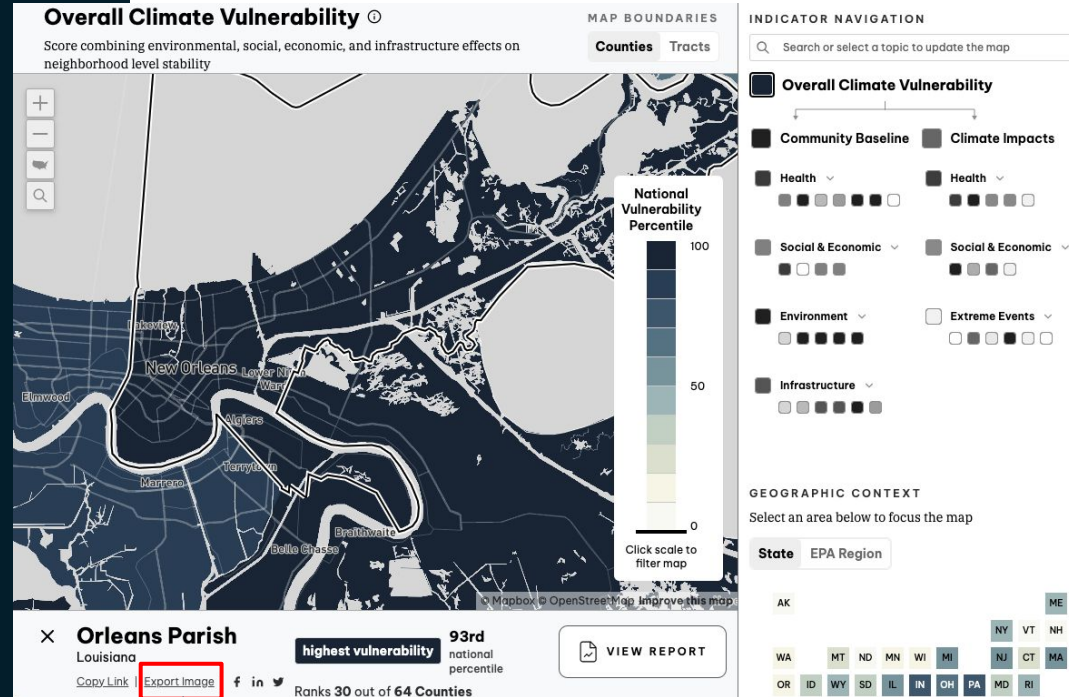 Overall Climate Vulnerability
Score combining environmental, social, economic, and infrastructure effects on
neighborhood level stability
MAP BOUNDARIES
Counties Tracts
Lakeview
New Orleans
Lower Ninth
Ward
Elmwood
Algiers
Terrytown
Marrero
Braithwaite
Belle Chasse
National
Vulnerability
Percentile
100
50
0
Click scale to
filter map
© Mapbox © OpenStreetMap Improve this map
Orleans Parish
Louisiana
Copy Link | Export Image
highest vulnerability
93rd
national
percentile
Ranks 30 out of 64 Counties
VIEW REPORT
INDICATOR NAVIGATION
Search or select a topic to update the map
Overall Climate Vulnerability
Community Baseline Climate Impacts
Health Health
Social & Economic Social & Economic
Environment Extreme Events
Infrastructure
GEOGRAPHIC CONTEXT
Select an area below to focus the map
State EPA Region
AK ME
NY VT NH
WA MT ND MN WI MI NJ CT MA
OR ID WY SD IL IN OH PA MD RI